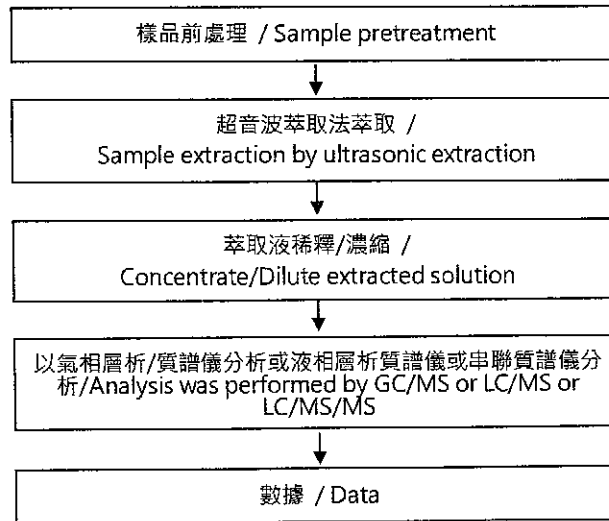 樣品前處理 / Sample pretreatment
超音波萃取法萃取 /
Sample extraction by ultrasonic extraction
萃取液稀釋/濃縮 /
Concentrate/Dilute extracted solution
以氣相層析/質譜儀分析或液相層析質譜儀或串聯質譜儀分
析/Analysis was performed by GC/MS or LC/MS or
LC/MS/MS
數據 / Data